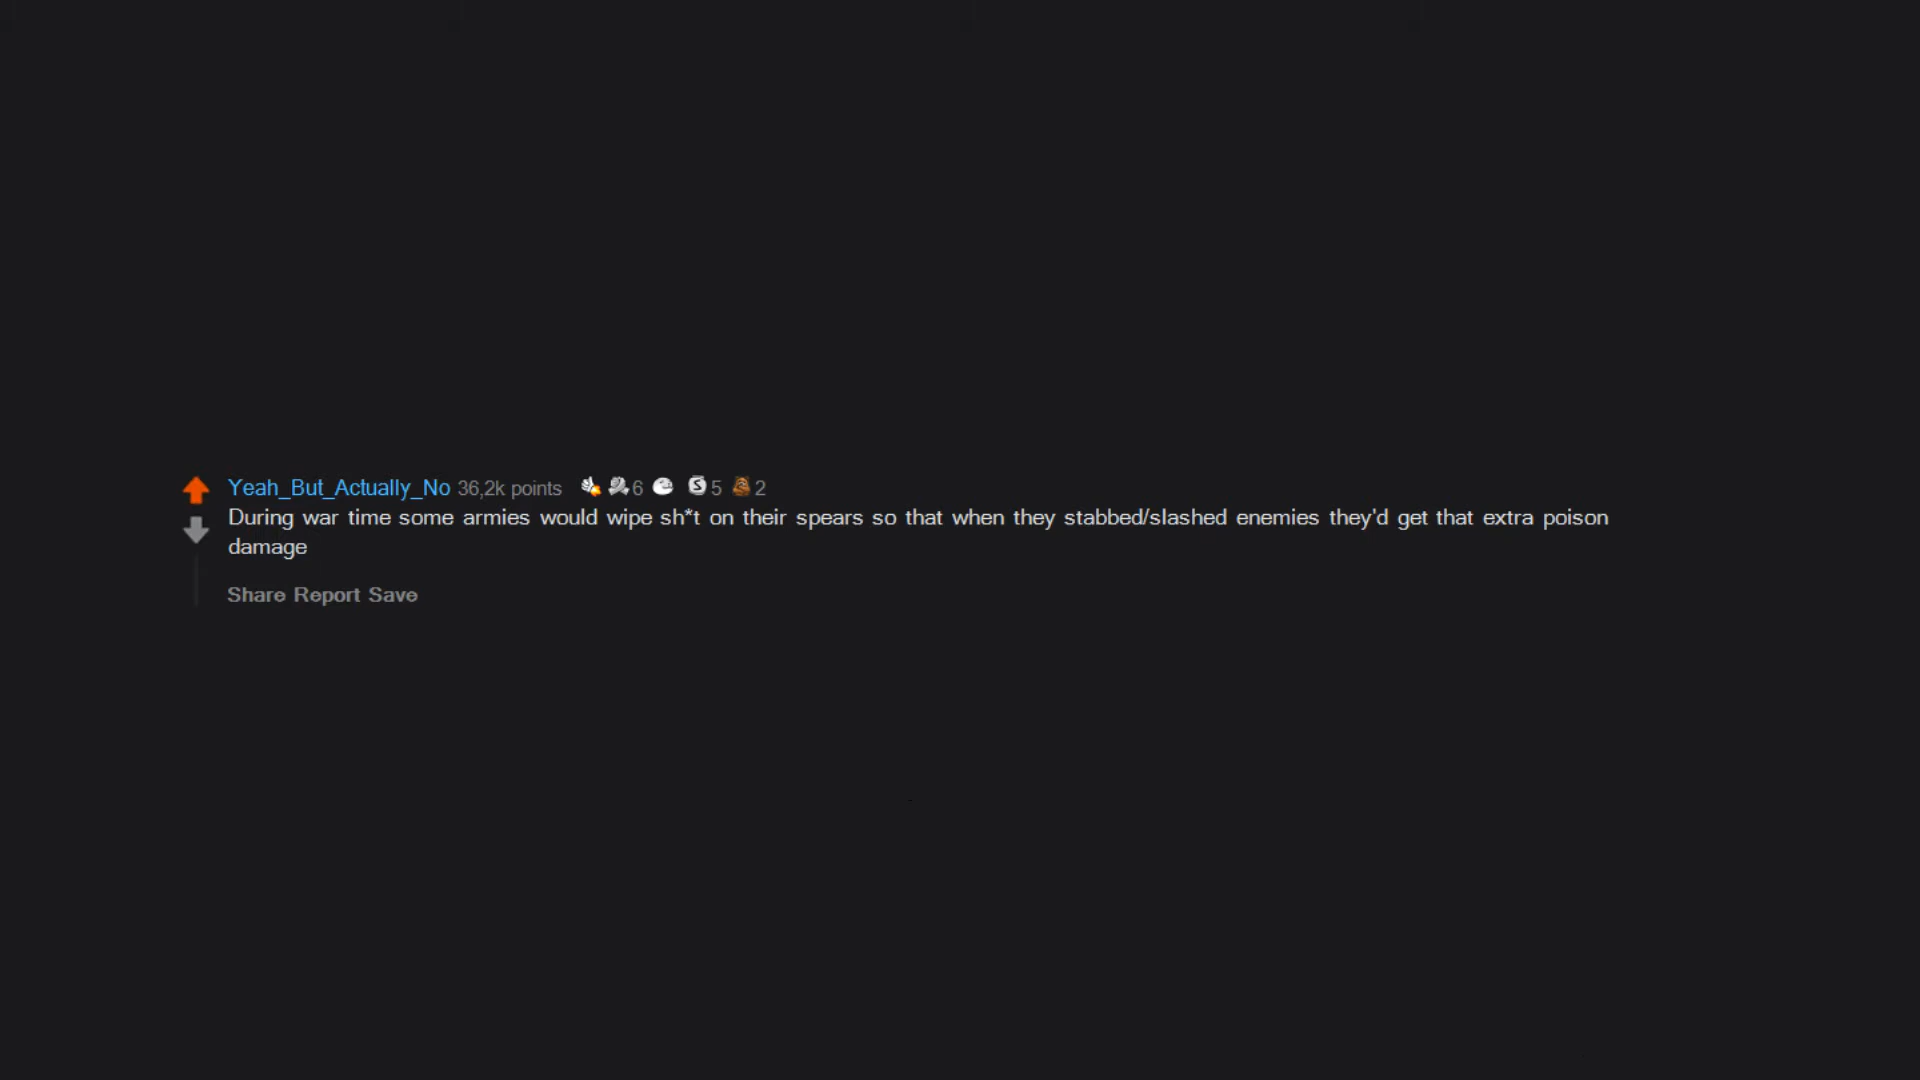 Yeah_But_Actually_No 36,2k points 6 5 2
During war time some armies would wipe sh*t on their spears so that when they stabbed/slashed enemies they'd get that extra poison
damage
Share Report Save